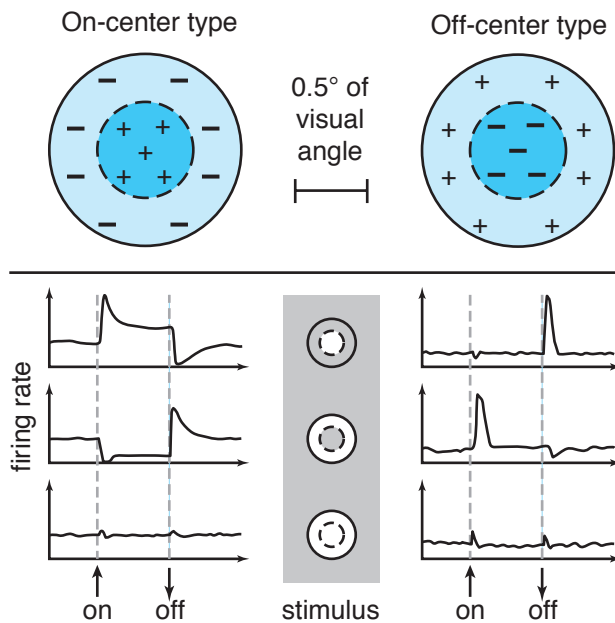 On-center type
Off-center type
0.5° of
visual
angle
firing rate
on
off
stimulus
on
off